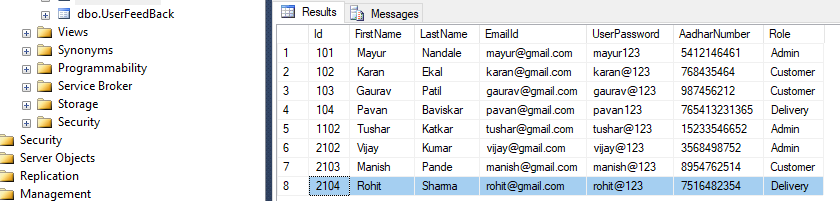 dbo.UserFeedBack
Views
Synonyms
Programmability
Service Broker
Storage
Security
Security
Server Objects
Replication
Management
Results Messages
Id FirstName LastName EmailId UserPassword AadharNumber Role
1 101 Mayur Nandale mayur@gmail.com mayur123 5412146461 Admin
2 102 Karan Ekal karan@gmail.com karan@123 768435464 Customer
3 103 Gaurav Patil gaurav@gmail.com gaurav@123 987456212 Customer
4 104 Pavan Baviskar pavan@gmail.com pavan123 765413231365 Delivery
5 1102 Tushar Katkar tushar@gmail.com tushar@123 15233546652 Admin
6 2102 Vijay Kumar vijay@gmail.com vijay@123 3568498752 Admin
7 2103 Manish Pande manish@gmail.com manish@123 8954762514 Customer
8 2104 Rohit Sharma rohit@gmail.com rohit@123 7516482354 Delivery